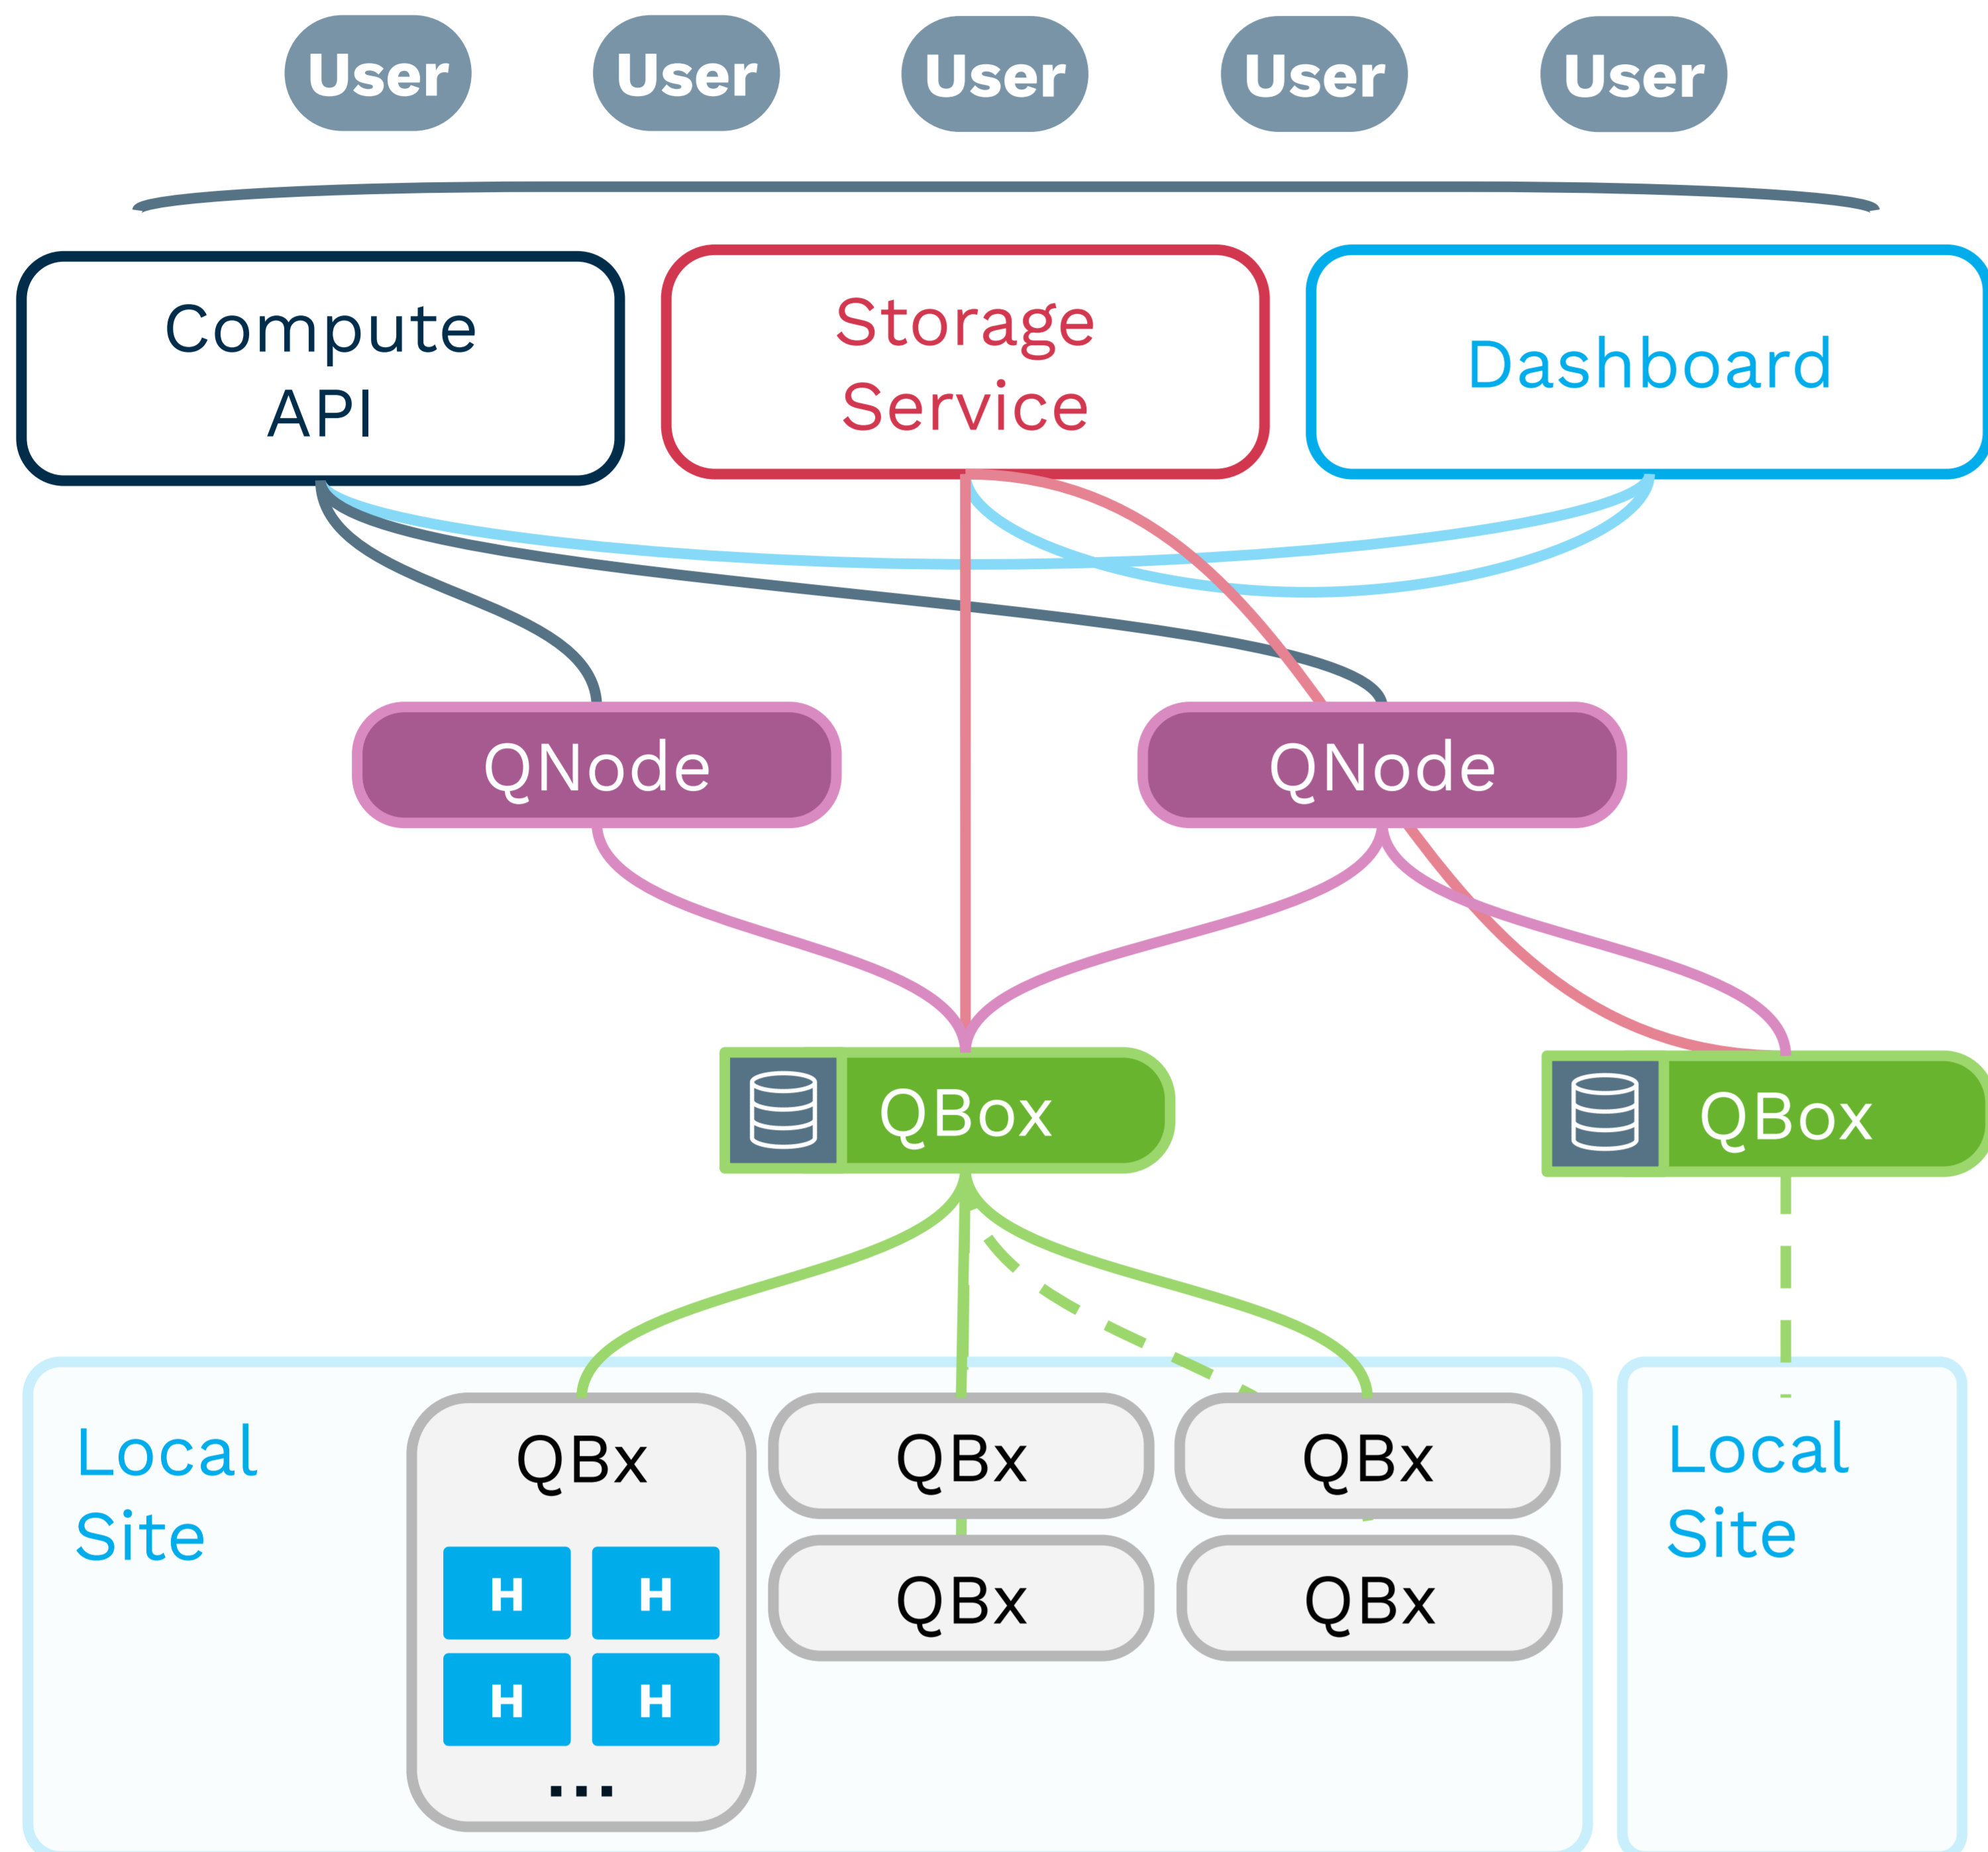 User
User
User
User
User
Compute
API
Storage
Service
Dashboard
QNode
QNode
QBox
QBox
Local
Site
QBx
QBx
QBx
Local
Site
H
H
QBx
QBx
H
H
...